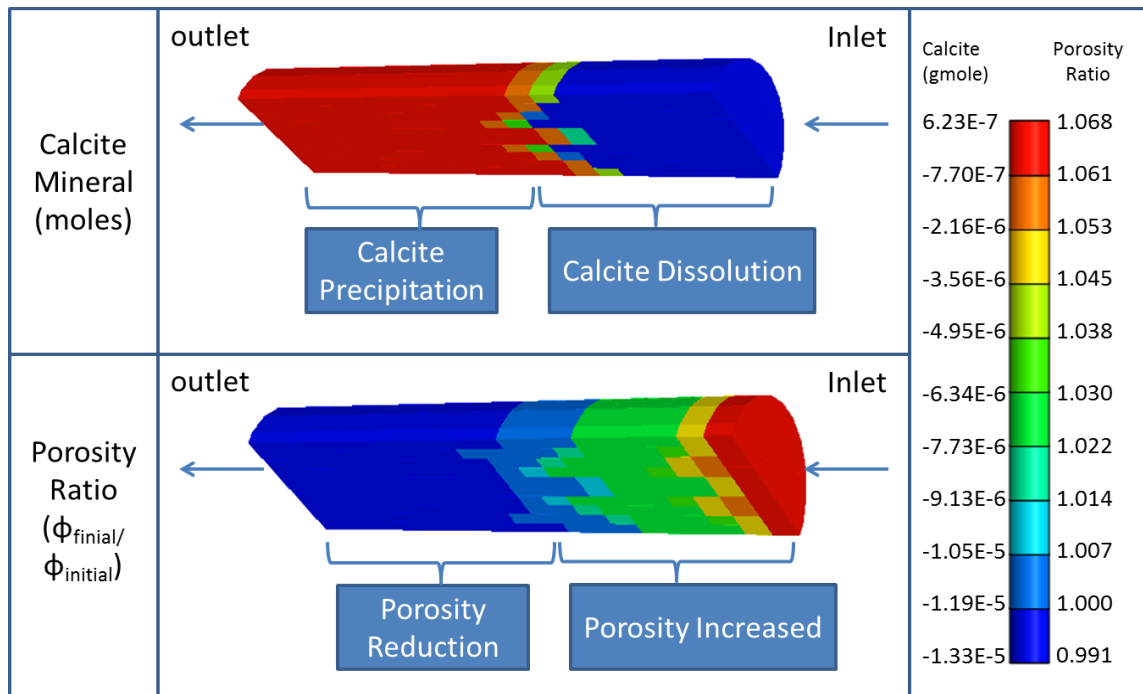 outlet
Inlet
Calcite
Mineral
(moles)
Calcite
Precipitation
Calcite Dissolution
outlet
Inlet
Porosity
Ratio
(ϕfinial/
ϕinitial)
Porosity
Reduction
Porosity Increased
Calcite
(gmole)
Porosity
Ratio
6.23E-7 1.068
-7.70E-7 1.061
-2.16E-6 1.053
-3.56E-6 1.045
-4.95E-6 1.038
-6.34E-6 1.030
-7.73E-6 1.022
-9.13E-6 1.014
-1.05E-5 1.007
-1.19E-5 1.000
-1.33E-5 0.991